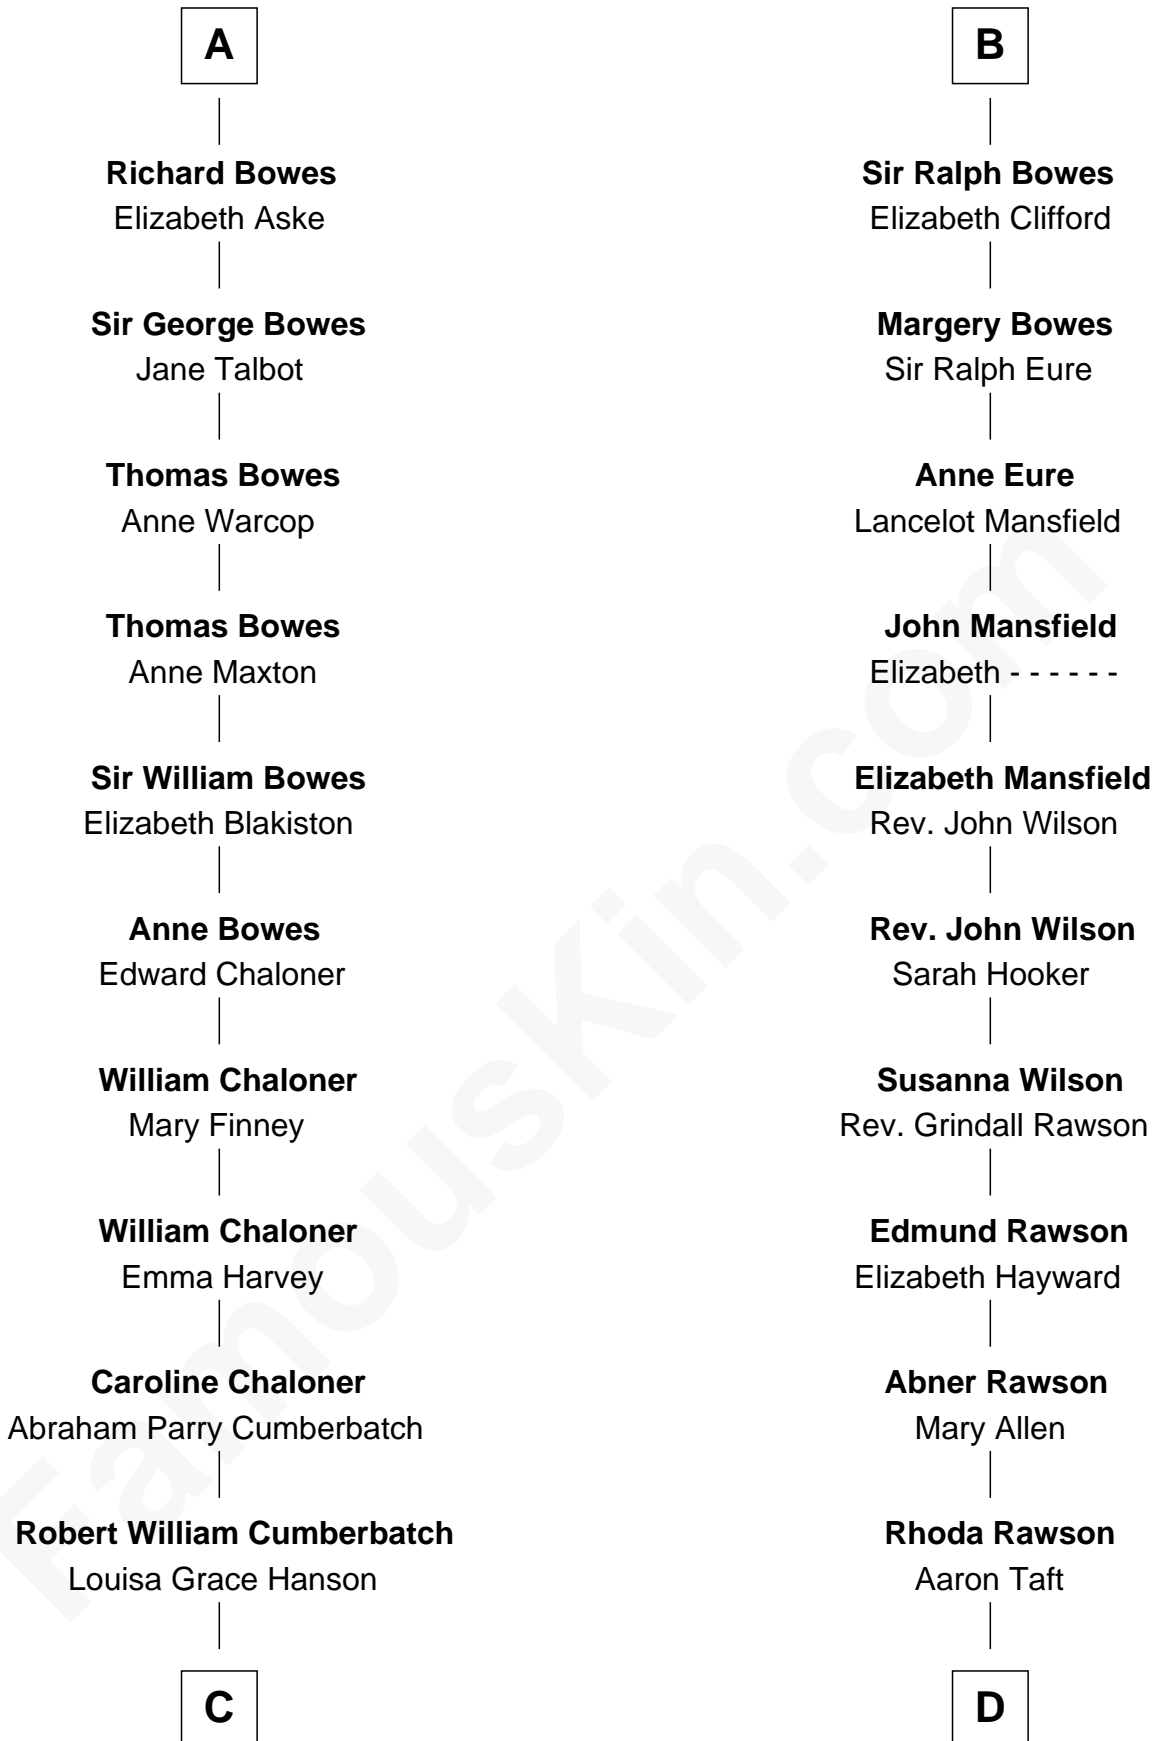 A
Richard Bowes
Elizabeth Aske
Sir George Bowes
Jane Talbot
Thomas Bowes
Anne Warcop
Thomas Bowes
Anne Maxton
Sir William Bowes
Elizabeth Blakiston
Anne Bowes
Edward Chaloner
William Chaloner
Mary Finney
William Chaloner
Emma Harvey
Caroline Chaloner
Abraham Parry Cumberbatch
Robert William Cumberbatch
Louisa Grace Hanson
C
B
Sir Ralph Bowes
Elizabeth Clifford
Margery Bowes
Sir Ralph Eure
Anne Eure
Lancelot Mansfield
John Mansfield
Elizabeth - - - - - -
Elizabeth Mansfield
Rev. John Wilson
Rev. John Wilson
Sarah Hooker
Susanna Wilson
Rev. Grindall Rawson
Edmund Rawson
Elizabeth Hayward
Abner Rawson
Mary Allen
Rhoda Rawson
Aaron Taft
D
FamousKin.com